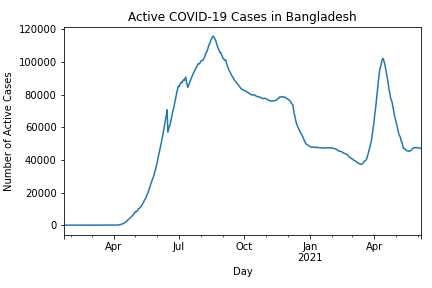 Active COVID-19 Cases in Bangladesh
120000
100000
80000
60000
40000
20000
0
Number of Active Cases
Apr
Jul
Oct
Jan
2021
Apr
Day